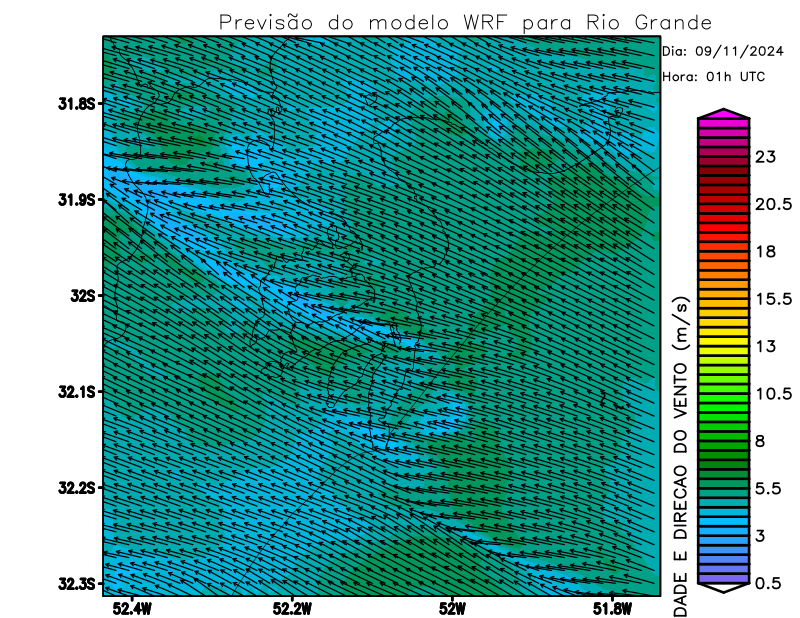 Previsão do modelo WRF para Rio Grande
Dia: 09/11/2024
Hora: 01h UTC
31.8S
31.9S
32S
32.1S
32.2S
32.3S
52.4W
52.2W
52W
51.8W
23
20.5
18
15.5
13
10.5
8
5.5
3
0.5
DADE E DIRECAO DO VENTO (m/s)